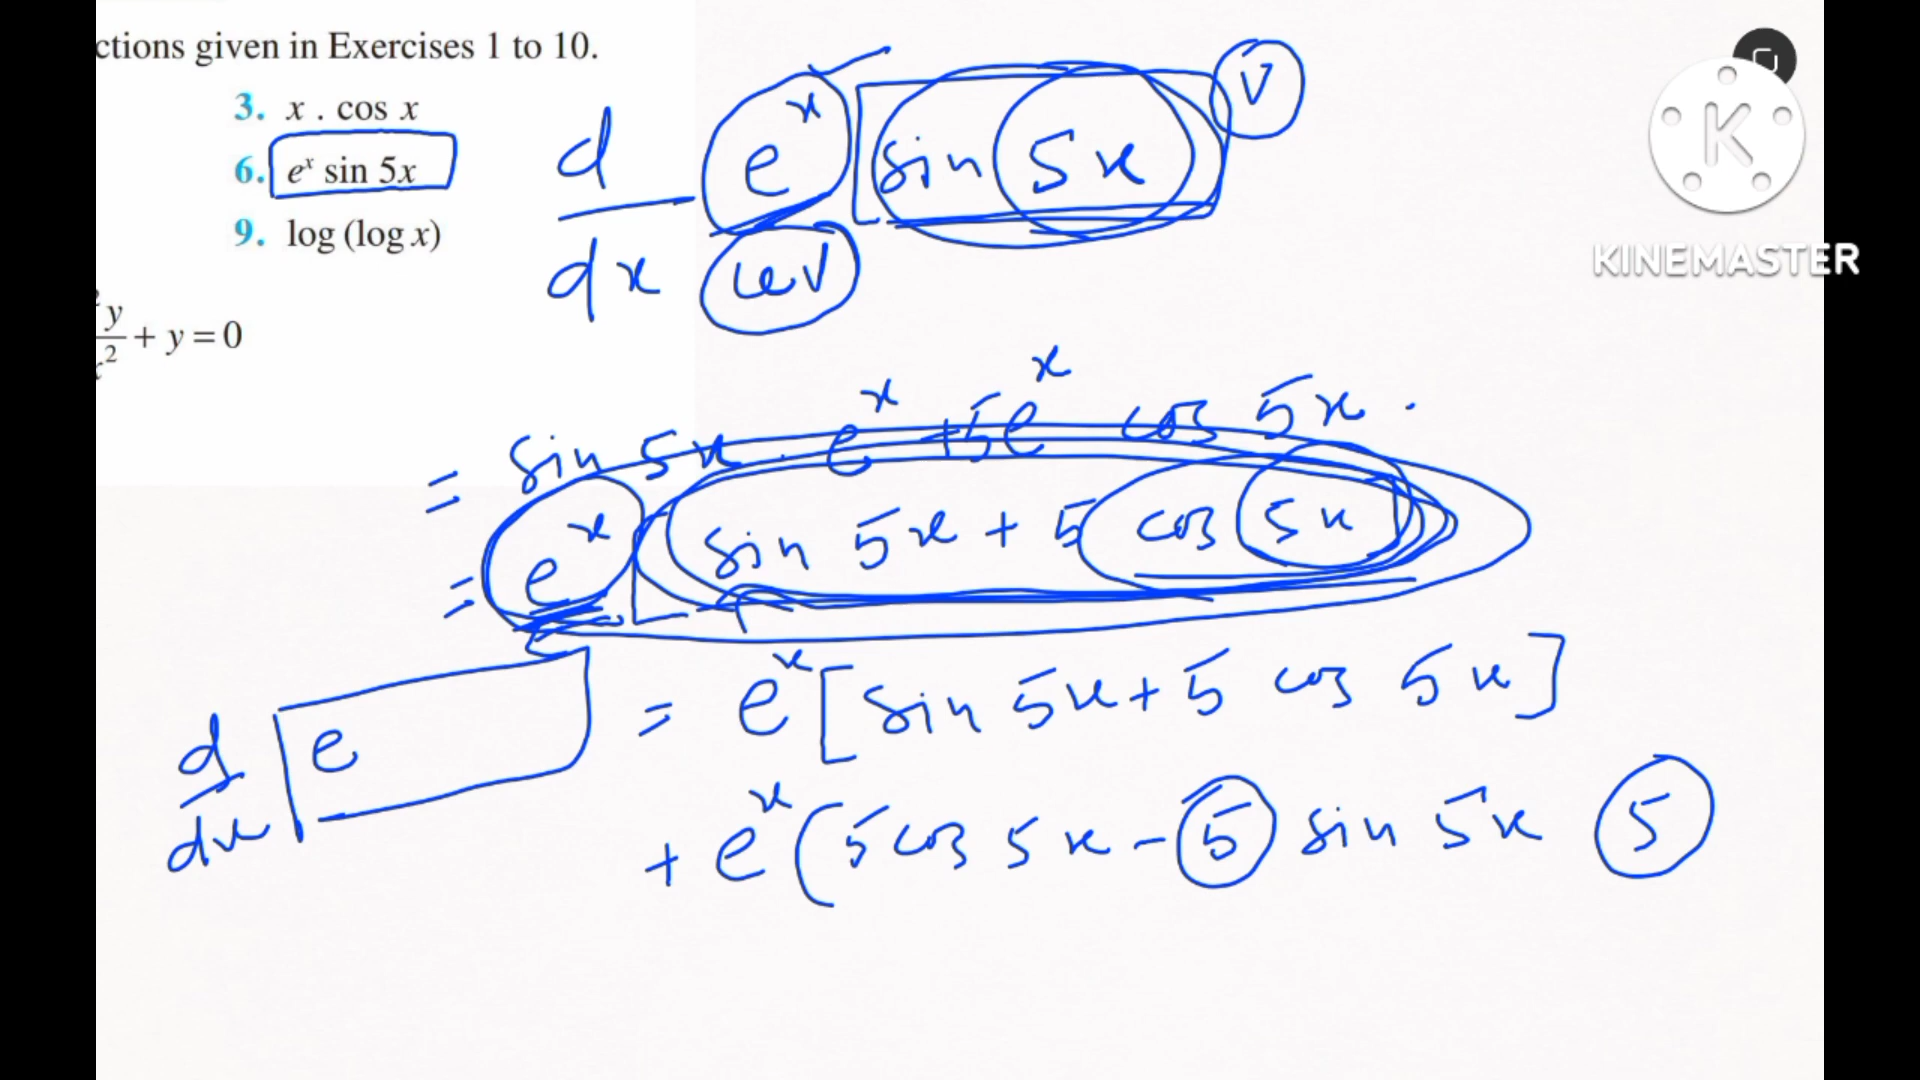 ctions given in Exercises 1 to 10.
3. x . cos x
6. eˣ sin 5x
9. log (log x)
y
+ y = 0
2
K
KINEMASTER
d/dx eˣ sin 5x
V
= sin 5x . eˣ + 5eˣ cos 5x .
= eˣ sin 5x + 5 cos 5x
d/dx e
= eˣ [sin 5x + 5 cos 5x]
+ eˣ (5 cos 5x - 5 sin 5x 5